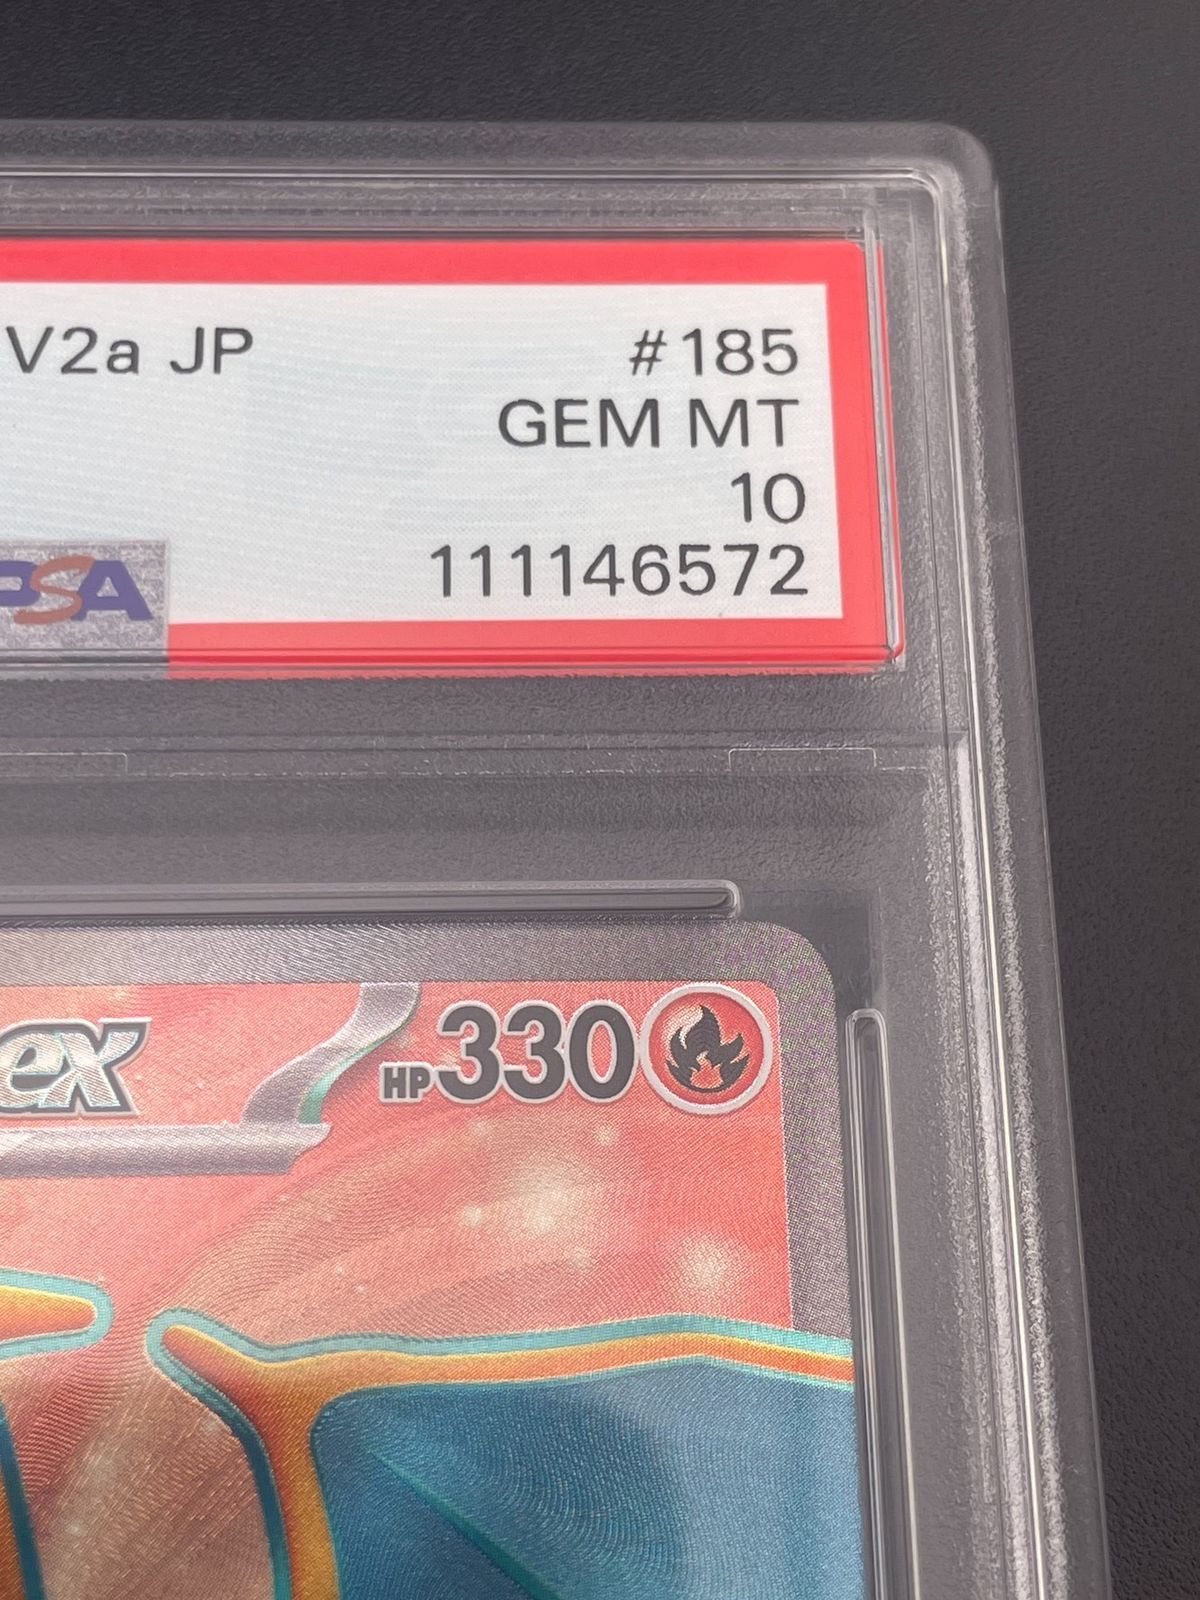 V2a JP #185
GEM MT
10
PSA 111146572
ex HP330